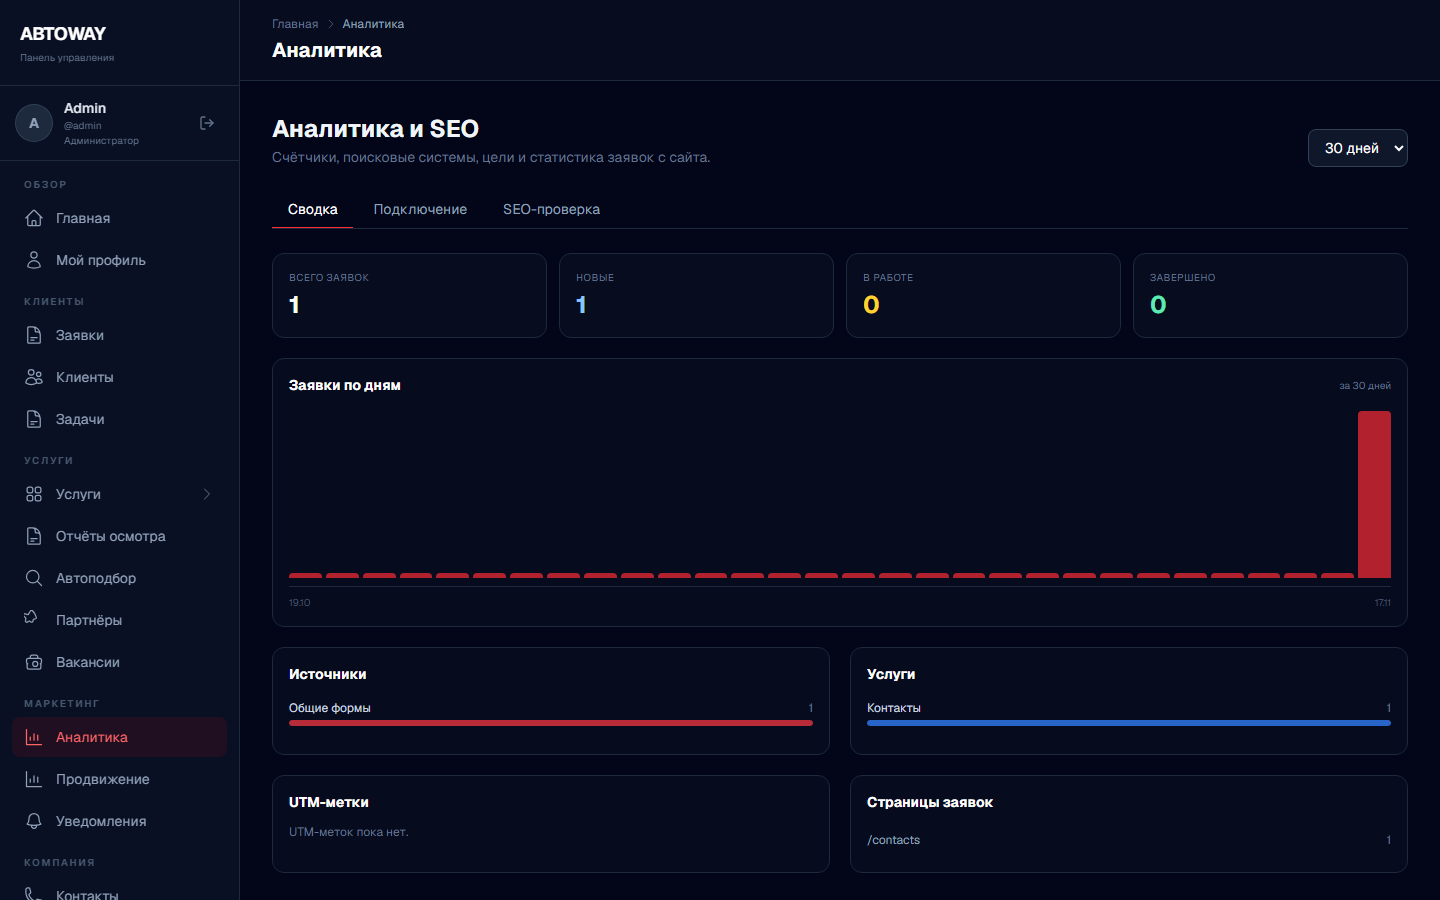 АВТОWAY
Панель управления
A
Admin
@admin
Администратор
ОБЗОР
Главная
Мой профиль
КЛИЕНТЫ
Заявки
Клиенты
Задачи
УСЛУГИ
Услуги
Отчёты осмотра
Автоподбор
Партнёры
Вакансии
МАРКЕТИНГ
Аналитика
Продвижение
Уведомления
КОМПАНИЯ
Контакты
Главная > Аналитика
Аналитика
Аналитика и SEO
Счётчики, поисковые системы, цели и статистика заявок с сайта.
30 дней
Сводка Подключение SEO-проверка
ВСЕГО ЗАЯВОК
1
НОВЫЕ
1
В РАБОТЕ
0
ЗАВЕРШЕНО
0
Заявки по дням
за 30 дней
19.10
17.11
Источники
Общие формы 1
Услуги
Контакты 1
UTM-метки
UTM-меток пока нет.
Страницы заявок
/contacts 1